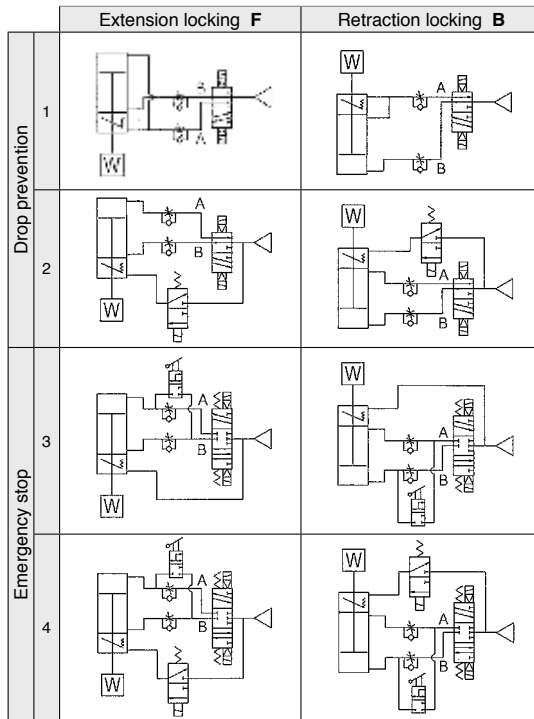 Extension locking F
Retraction locking B
Drop prevention
1
B
A
W
W
A
B
2
A
B
W
W
A
B
Emergency stop
3
A
B
W
W
A
B
4
A
B
W
W
A
B